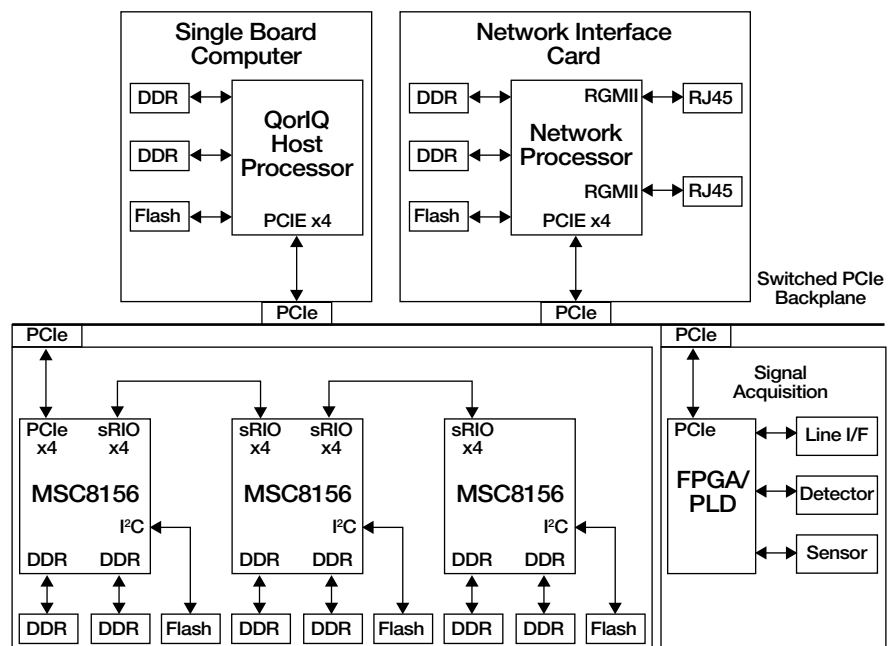 Single Board
Computer
DDR
DDR
Flash
QorIQ
Host
Processor
PCIE x4
PCIe
Network Interface
Card
DDR
DDR
Flash
RGMII
Network
Processor
RGMII
PCIE x4
RJ45
RJ45
PCIe
Switched PCIe
Backplane
PCIe
PCIe
x4
sRIO
x4
MSC8156
I²C
DDR
DDR
DDR
DDR
Flash
sRIO
x4
sRIO
x4
MSC8156
I²C
DDR
DDR
DDR
DDR
Flash
sRIO
x4
MSC8156
I²C
DDR
DDR
DDR
DDR
Flash
PCIe
Signal
Acquisition
PCIe
FPGA/
PLD
Line I/F
Detector
Sensor